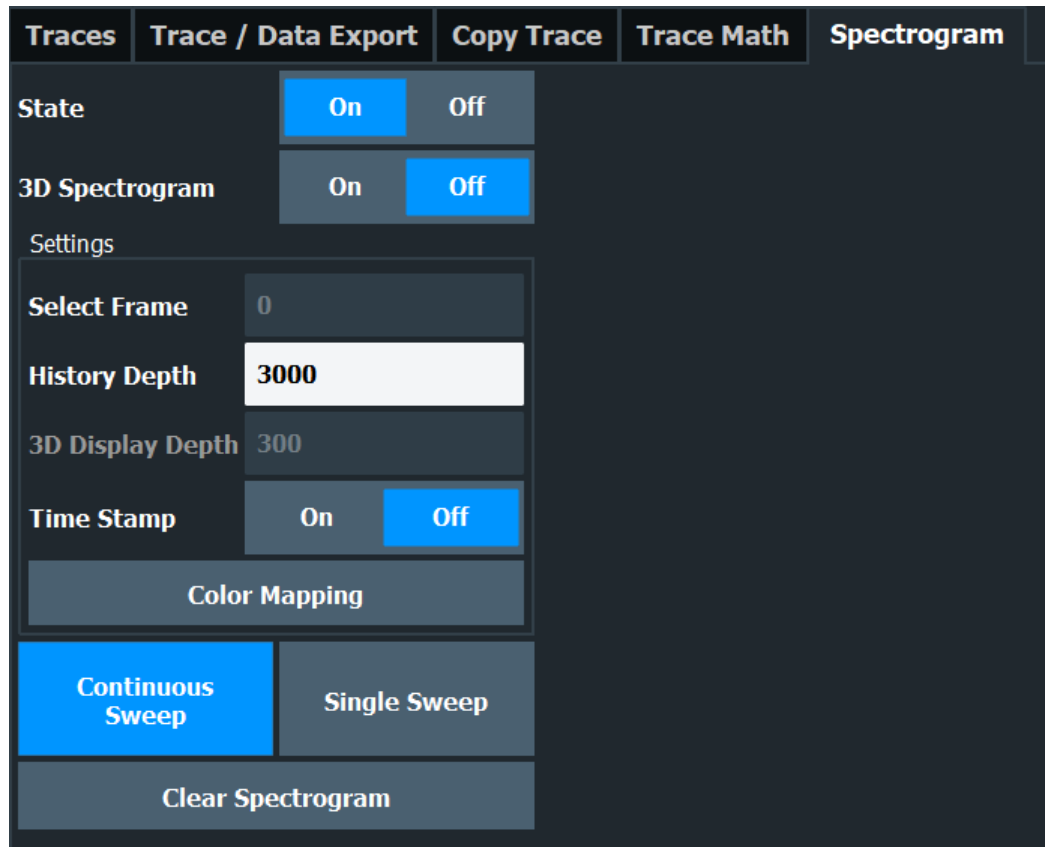 Traces Trace / Data Export Copy Trace Trace Math Spectrogram
State On Off
3D Spectrogram On Off
Settings
Select Frame 0
History Depth 3000
3D Display Depth 300
Time Stamp On Off
Color Mapping
Continuous
Sweep
Single Sweep
Clear Spectrogram